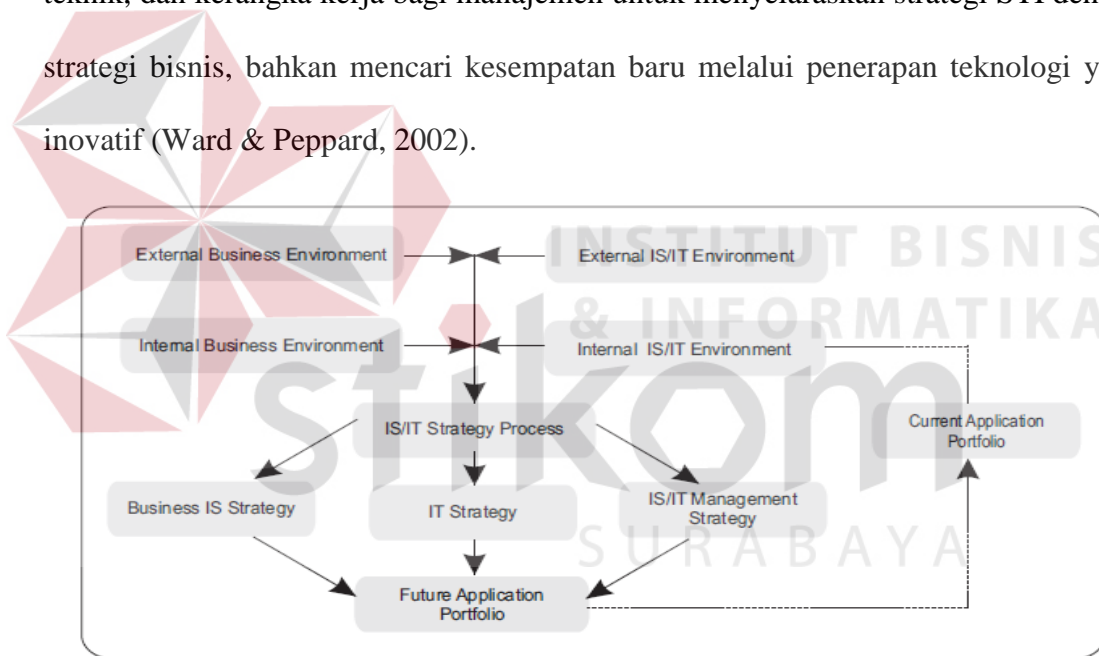 teknik, dan kerangka kerja bagi manajemen untuk menyelaraskan strategi
strategi bisnis, bahkan mencari kesempatan baru melalui penerapan teknologi y
inovatif (Ward & Peppard, 2002).
External Business Environment
External IS/IT Environment
INSTITUT BISNIS
& INFORMATIKA
Internal Business Environment
Internal IS/IT Environment
stikom
IS/IT Strategy Process
Current Application
Portfolio
Business IS Strategy
IT Strategy
IS/IT Management
Strategy
SURABAYA
Future Application
Portfolio